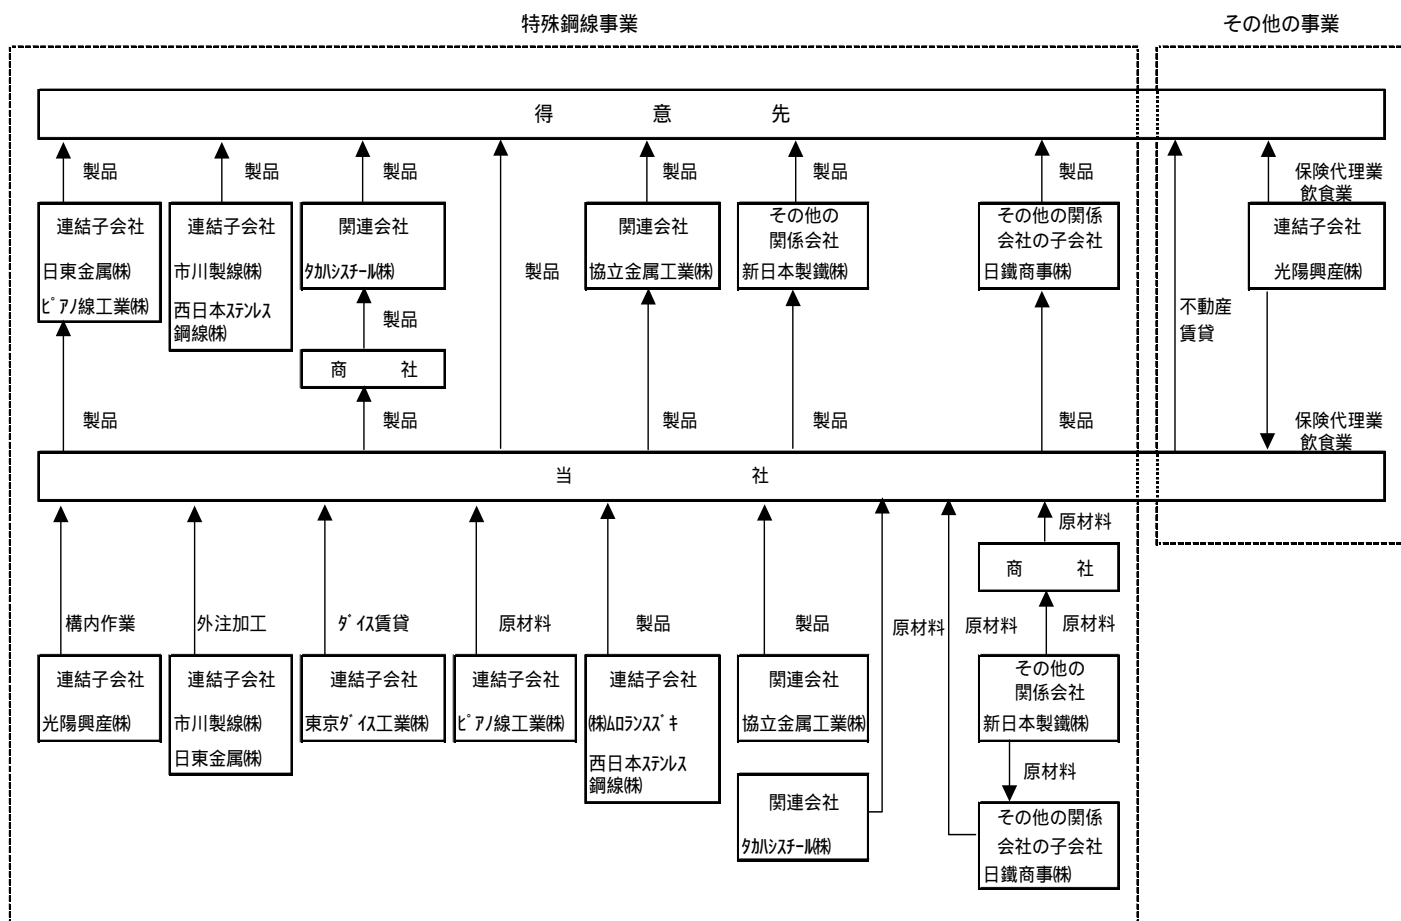 特殊鋼線事業
その他の事業
得　意　先
製品
製品
製品
製品
製品
製品
保険代理業
飲食業
連結子会社
日東金属㈱
ﾋﾟｱﾉ線工業㈱
連結子会社
市川製線㈱
西日本ｽﾃﾝﾚｽ
鋼線㈱
関連会社
ﾀｶﾊｼｽﾁｰﾙ㈱
製品
関連会社
協立金属工業㈱
その他の
関係会社
新日本製鐵㈱
その他の関係
会社の子会社
日鐵商事㈱
連結子会社
光陽興産㈱
不動産
賃貸
製品
商　社
製品
製品
製品
製品
製品
保険代理業
飲食業
当　社
原材料
商　社
構内作業
外注加工
ﾀﾞｲｽ賃貸
原材料
製品
製品
原材料
原材料
原材料
連結子会社
光陽興産㈱
連結子会社
市川製線㈱
日東金属㈱
連結子会社
東京ﾀﾞｲｽ工業㈱
連結子会社
ﾋﾟｱﾉ線工業㈱
連結子会社
㈱ﾑﾛﾗﾝｽｽﾞｷ
西日本ｽﾃﾝﾚｽ
鋼線㈱
関連会社
協立金属工業㈱
その他の
関係会社
新日本製鐵㈱
原材料
関連会社
ﾀｶﾊｼｽﾁｰﾙ㈱
その他の関係
会社の子会社
日鐵商事㈱